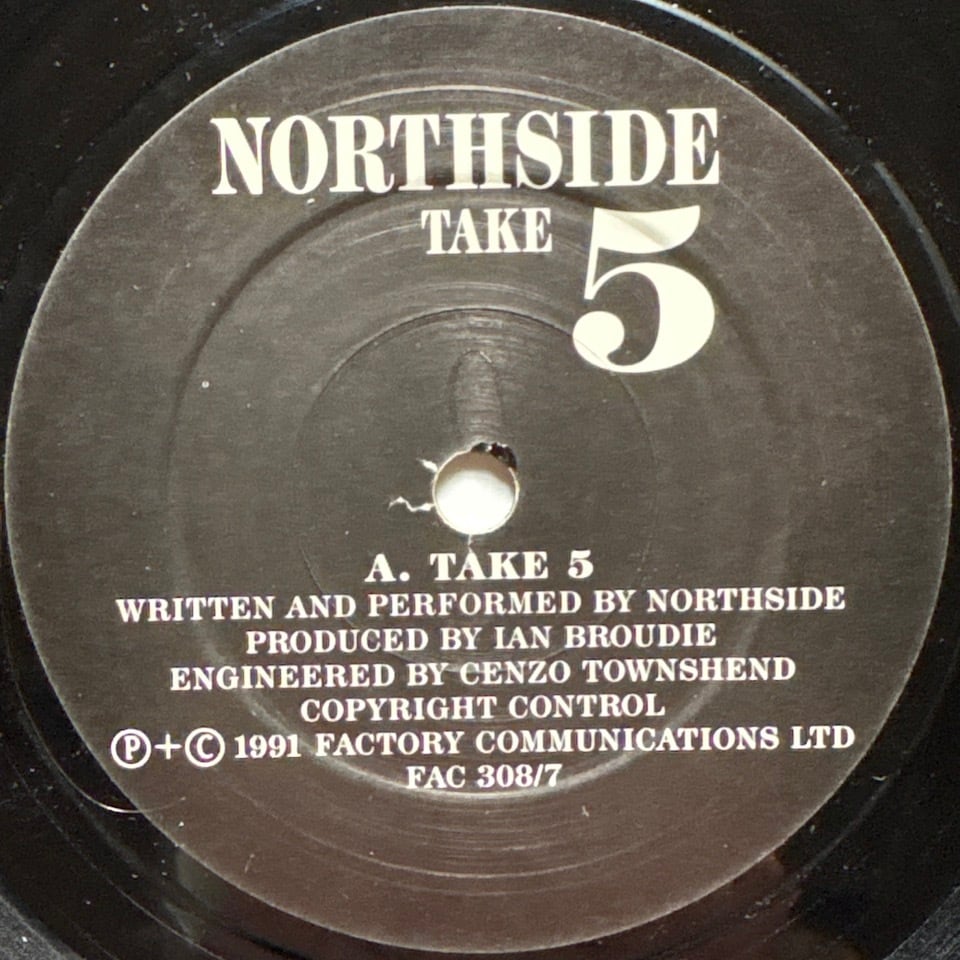 NORTHSIDE
TAKE 5
A. TAKE 5
WRITTEN AND PERFORMED BY NORTHSIDE
PRODUCED BY IAN BROUDIE
ENGINEERED BY CENZO TOWNSHEND
COPYRIGHT CONTROL
Ⓟ+© 1991 FACTORY COMMUNICATIONS LTD
FAC 308/7